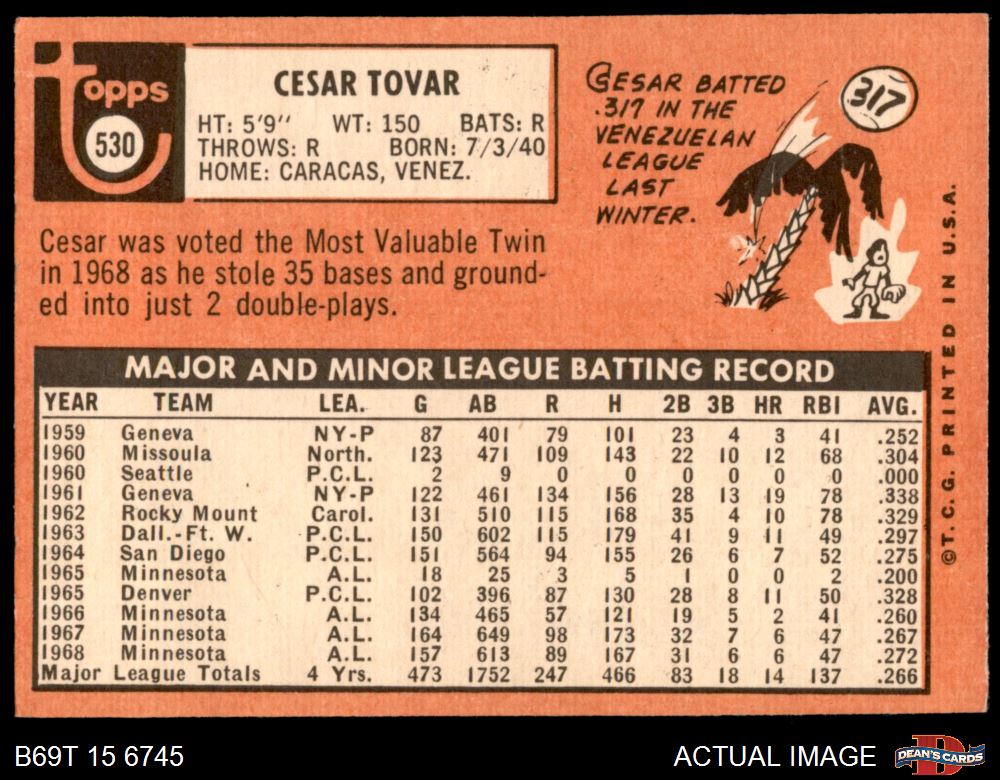 Topps
530
CESAR TOVAR
HT: 5'9" WT: 150 BATS: R
THROWS: R BORN: 7/3/40
HOME: CARACAS, VENEZ.
Cesar was voted the Most Valuable Twin
in 1968 as he stole 35 bases and ground-
ed into just 2 double-plays.
CESAR BATTED
.317 IN THE
VENEZUELAN
LEAGUE
LAST
WINTER.
317
MAJOR AND MINOR LEAGUE BATTING RECORD
YEAR TEAM LEA. G AB R H 2B 3B HR RBI AVG.
1959 Geneva NY-P 87 401 79 101 23 4 3 41 .252
1960 Missoula North. 123 471 109 143 22 10 12 68 .304
1960 Seattle P.C.L. 2 9 0 0 0 0 0 0 .000
1961 Geneva NY-P 122 461 134 156 28 13 19 78 .338
1962 Rocky Mount Carol. 131 510 115 168 35 4 10 78 .329
1963 Dall.-Ft. W. P.C.L. 150 602 115 179 41 9 11 49 .297
1964 San Diego P.C.L. 151 564 94 155 26 6 7 52 .275
1965 Minnesota A.L. 18 25 3 5 1 0 0 2 .200
1965 Denver P.C.L. 102 396 87 130 28 8 11 50 .328
1966 Minnesota A.L. 134 465 57 121 19 5 2 41 .260
1967 Minnesota A.L. 164 649 98 173 32 7 6 47 .267
1968 Minnesota A.L. 157 613 89 167 31 6 6 47 .272
Major League Totals 4 Yrs. 473 1752 247 466 83 18 14 137 .266
© T. C. G. PRINTED IN U.S.A.
B69T 15 6745
ACTUAL IMAGE
D
DEAN'S CARDS